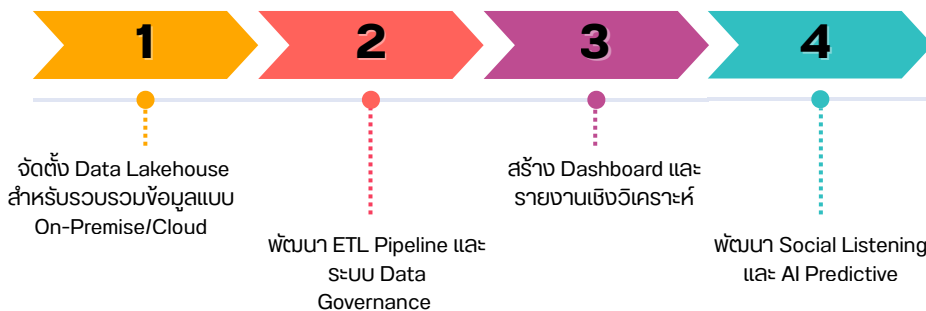 1
2
3
4
จัดตั้ง Data Lakehouse
สำหรับรวบรวมข้อมูลแบบ
On-Premise/Cloud
พัฒนา ETL Pipeline และ
ระบบ Data
Governance
สร้าง Dashboard และ
รายงานเชิงวิเคราะห์
พัฒนา Social Listening
และ AI Predictive